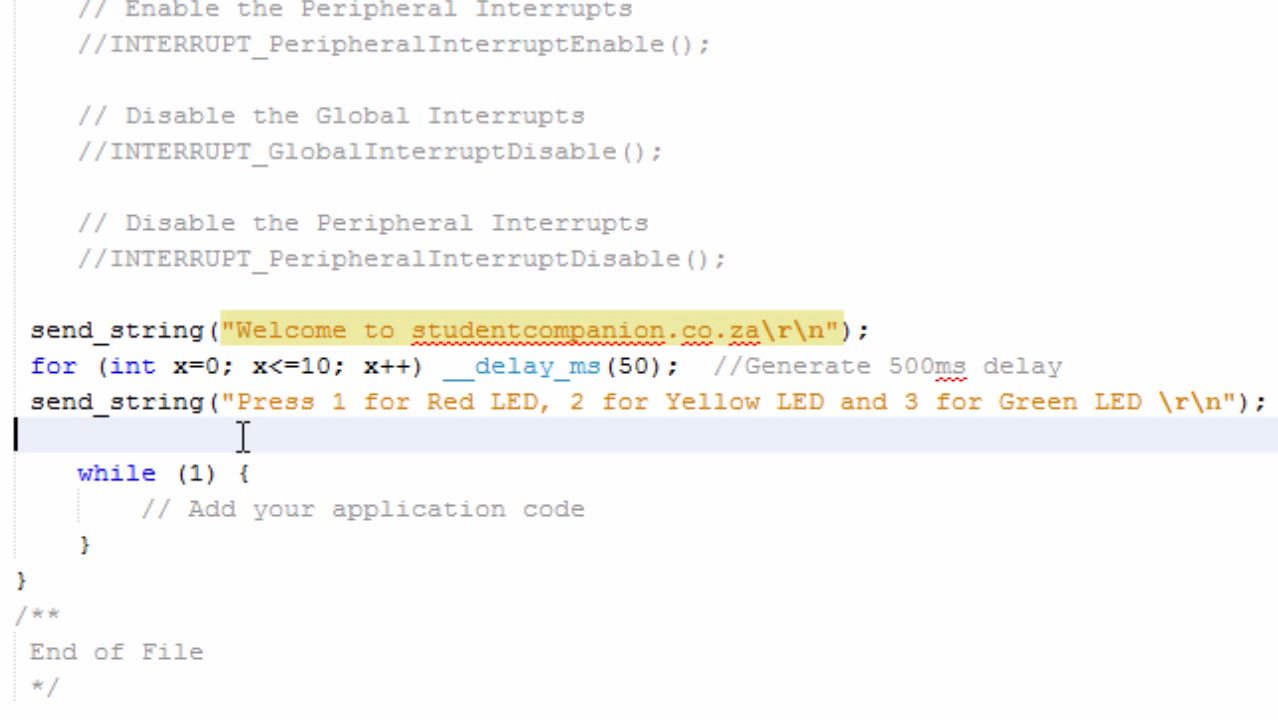 // Enable the Peripheral Interrupts
//INTERRUPT_PeripheralInterruptEnable();
// Disable the Global Interrupts
//INTERRUPT_GlobalInterruptDisable();
// Disable the Peripheral Interrupts
//INTERRUPT_PeripheralInterruptDisable();
send_string("Welcome to studentcompanion.co.za\r\n");
for (int x=0; x<=10; x++) __delay_ms(50);  //Generate 500ms delay
send_string("Press 1 for Red LED, 2 for Yellow LED and 3 for Green LED \r\n");
while (1) {
// Add your application code
}
}
/**
End of File
*/